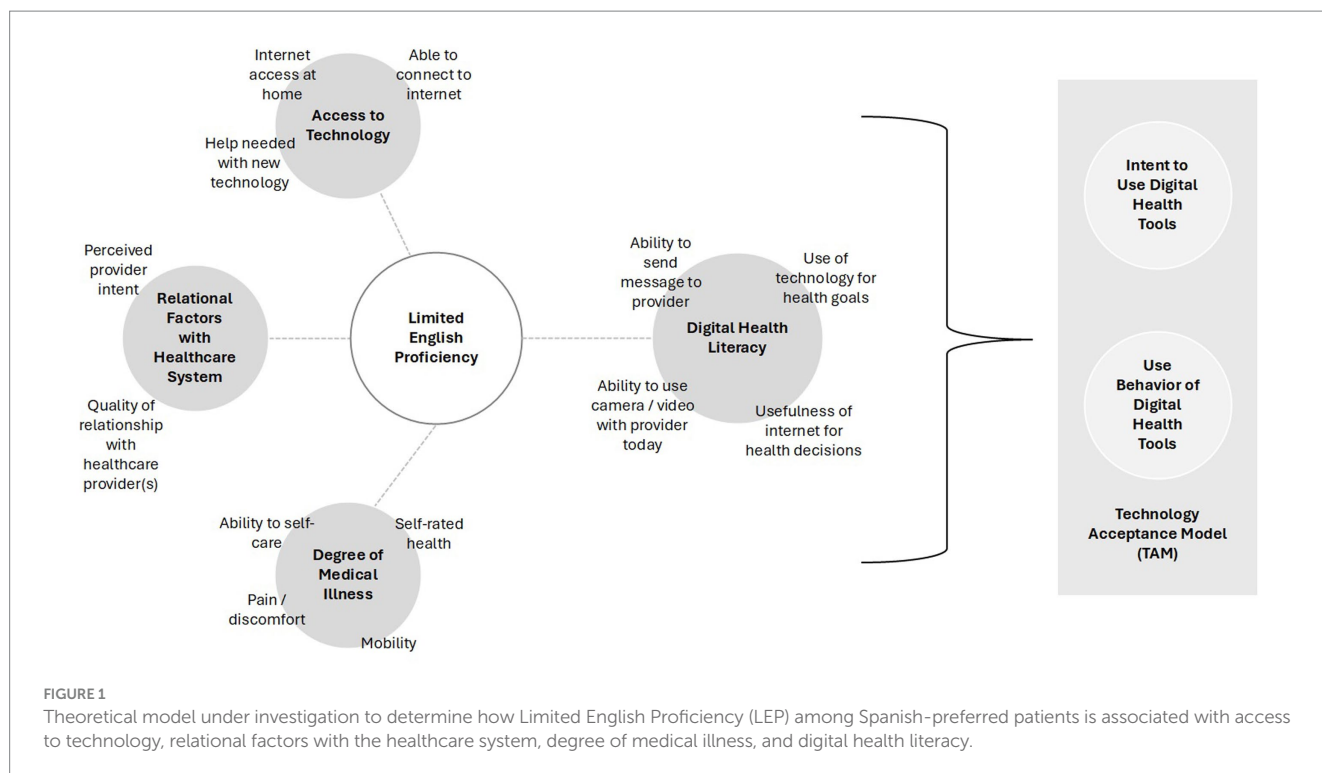 Internet
access at
home
Able to
connect to
internet
Access to
Technology
Help needed
with new
technology
Perceived
provider
intent
Relational
Factors
with
Healthcare
System
Quality of
relationship
with
healthcare
provider(s)
Limited
English
Proficiency
Ability to
send
message to
provider
Use of
technology for
health goals
Digital Health
Literacy
Ability to use
camera / video
with provider
today
Usefulness of
internet for
health decisions
Ability to self-
care
Self-rated
health
Degree of
Medical
Illness
Pain /
discomfort
Mobility
Intent to
Use Digital
Health
Tools
Use
Behavior of
Digital
Health
Tools
Technology
Acceptance Model
(TAM)
FIGURE 1
Theoretical model under investigation to determine how Limited English Proficiency (LEP) among Spanish-preferred patients is associated with access
to technology, relational factors with the healthcare system, degree of medical illness, and digital health literacy.